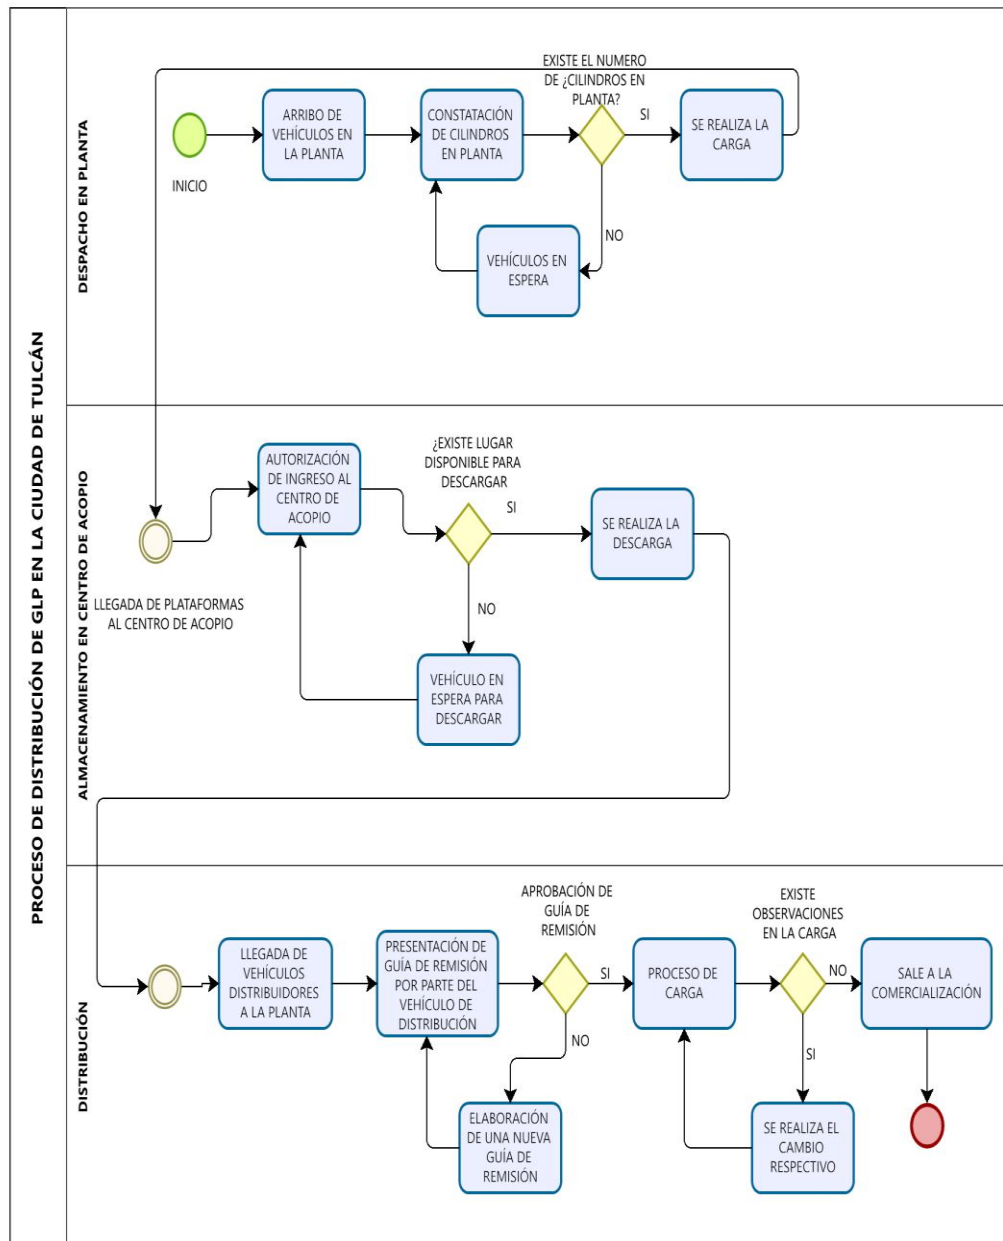 PROCESO DE DISTRIBUCIÓN DE GLP EN LA CIUDAD DE TULCÁN
DESPACHO EN PLANTA
INICIO
ARRIBO DE
VEHÍCULOS EN
LA PLANTA
CONSTATACIÓN
DE CILINDROS
EN PLANTA
EXISTE EL NUMERO
DE ¿CILINDROS EN
PLANTA?
SI
SE REALIZA LA
CARGA
NO
VEHÍCULOS EN
ESPERA
ALMACENAMIENTO EN CENTRO DE ACOPIO
LLEGADA DE PLATAFORMAS
AL CENTRO DE ACOPIO
AUTORIZACIÓN
DE INGRESO AL
CENTRO DE
ACOPIO
¿EXISTE LUGAR
DISPONIBLE PARA
DESCARGAR
SI
SE REALIZA LA
DESCARGA
NO
VEHÍCULO EN
ESPERA PARA
DESCARGAR
DISTRIBUCIÓN
LLEGADA DE
VEHÍCULOS
DISTRIBUIDORES
A LA PLANTA
PRESENTACIÓN DE
GUÍA DE REMISIÓN
POR PARTE DEL
VEHÍCULO DE
DISTRIBUCIÓN
APROBACIÓN DE
GUÍA DE
REMISIÓN
SI
NO
ELABORACIÓN
DE UNA NUEVA
GUÍA DE
REMISIÓN
PROCESO DE
CARGA
EXISTE
OBSERVACIONES
EN LA CARGA
NO
SI
SE REALIZA EL
CAMBIO
RESPECTIVO
SALE A LA
COMERCIALIZACIÓN